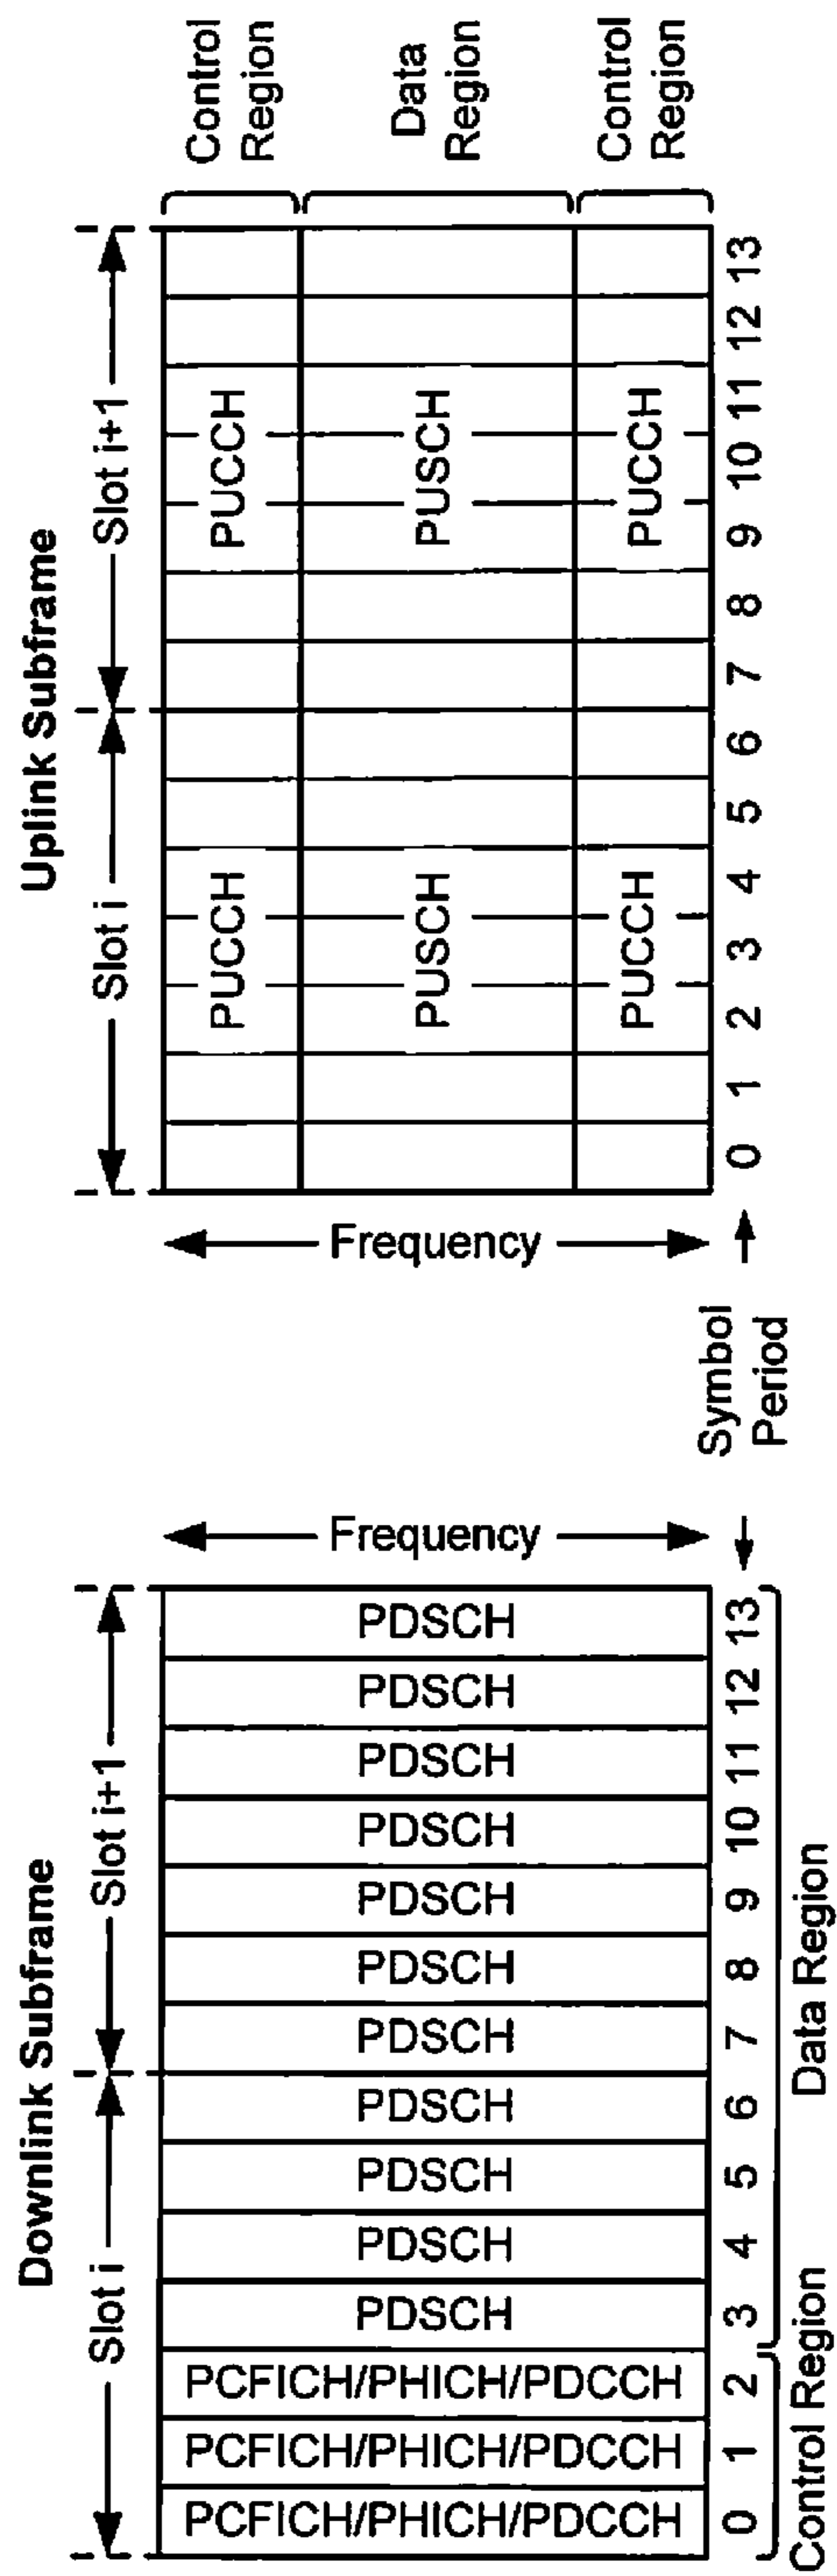 Downlink Subframe
Slot i
Slot i+1
PCFICH/PHICH/PDCCH
PCFICH/PHICH/PDCCH
PCFICH/PHICH/PDCCH
PDSCH
PDSCH
PDSCH
PDSCH
PDSCH
PDSCH
PDSCH
PDSCH
PDSCH
PDSCH
PDSCH
Frequency
0 1 2 3 4 5 6 7 8 9 10 11 12 13
Control Region
Data Region
Symbol
Period
Uplink Subframe
Slot i
Slot i+1
Frequency
PUCCH
PUCCH
Control
Region
PUSCH
PUSCH
Data
Region
PUCCH
PUCCH
Control
Region
0 1 2 3 4 5 6 7 8 9 10 11 12 13